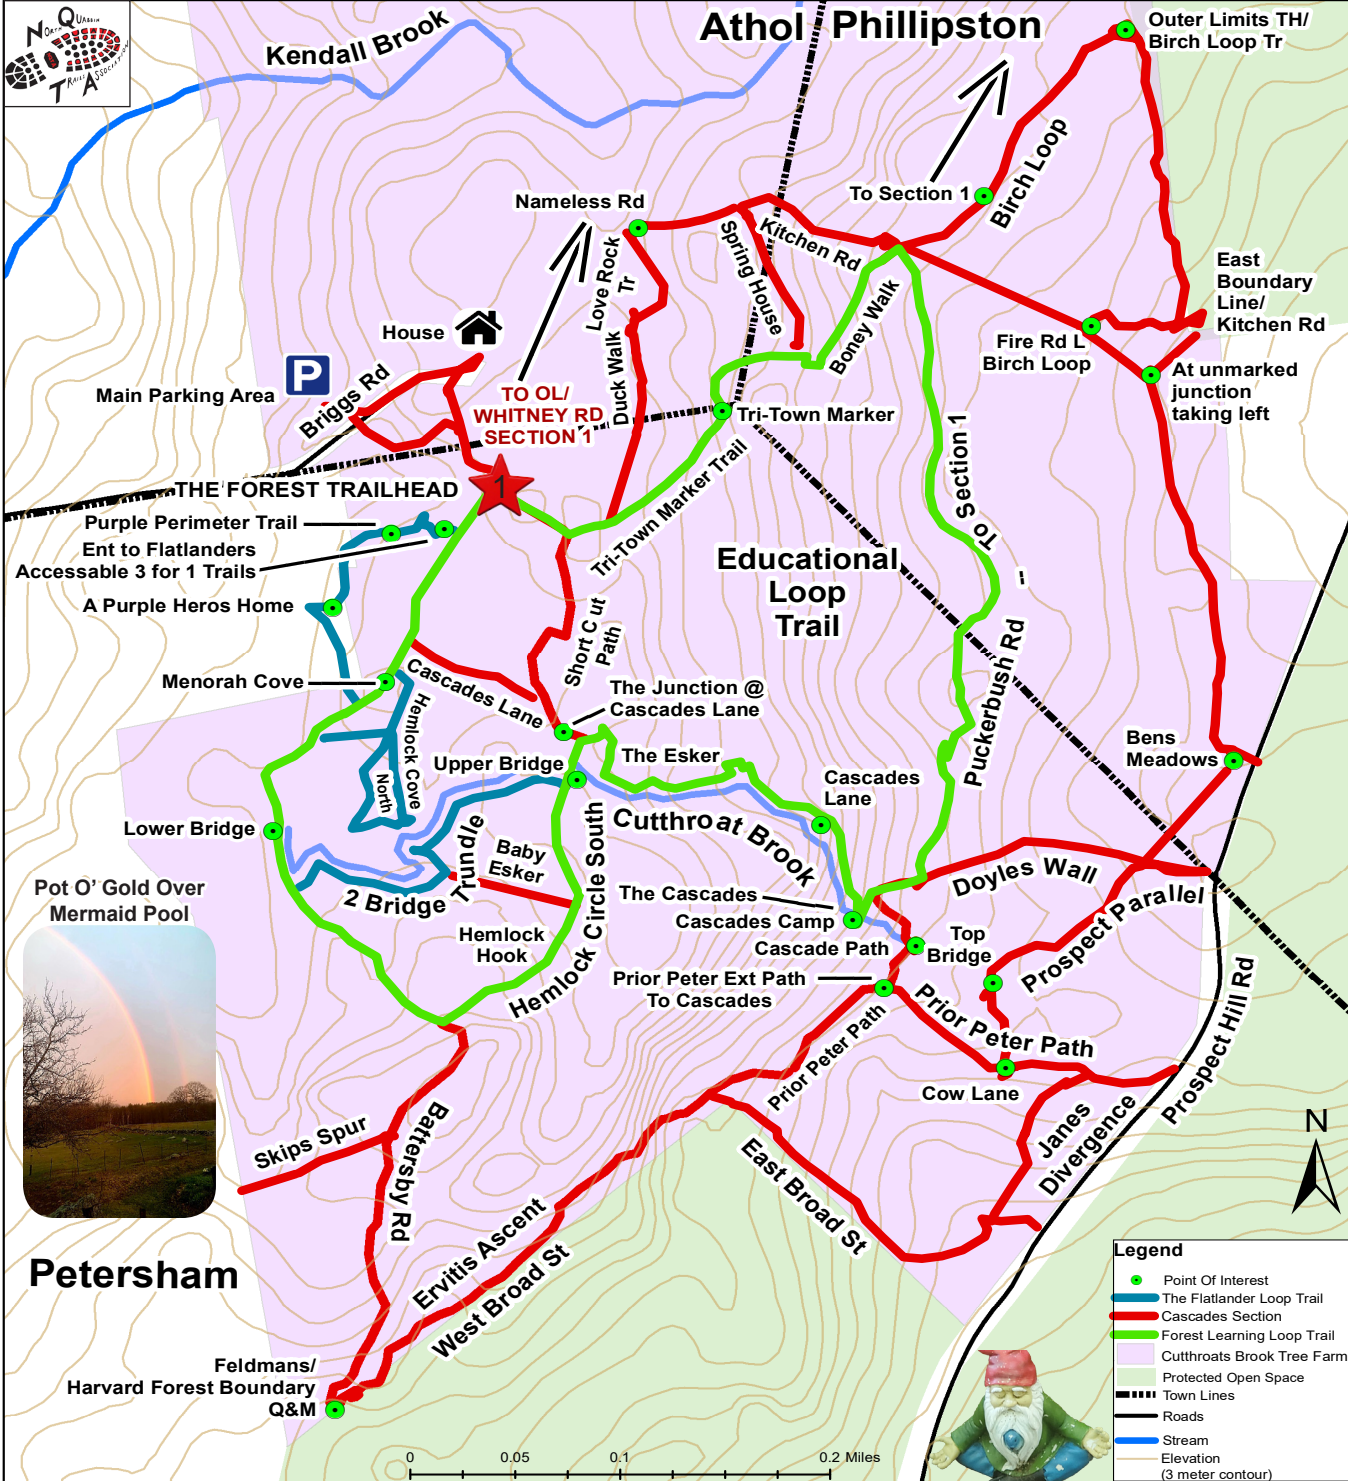 North Quabbin
Trails Association
Kendall Brook
Athol
Phillipston
Outer Limits TH/
Birch Loop Tr
To Section 1
Birch Loop
Nameless Rd
Kitchen Rd
Spring House
Love Rock
Tr
Duck Walk
Boney Walk
East
Boundary
Line/
Kitchen Rd
Fire Rd L
Birch Loop
At unmarked
junction
taking left
House
P
Main Parking Area
Briggs Rd
TO OL/
WHITNEY RD
SECTION 1
Tri-Town Marker
THE FOREST TRAILHEAD
1
Tri-Town Marker Trail
To Section 1
Purple Perimeter Trail
Ent to Flatlanders
Accessable 3 for 1 Trails
A Purple Heros Home
Educational
Loop
Trail
Short C ut
Path
Puckerbush Rd –
Menorah Cove
Cascades Lane
The Junction @
Cascades Lane
Hemlock Cove
North
Upper Bridge
The Esker
Cascades
Lane
Bens
Meadows
Lower Bridge
Cutthroat Brook
Trundle
Baby
Esker
2 Bridge
Hemlock
Hook
Hemlock Circle South
Doyles Wall
Prospect Parallel
The Cascades
Cascades Camp
Cascade Path
Top
Bridge
Pot O’ Gold Over
Mermaid Pool
Prior Peter Ext Path
To Cascades
Prior Peter Path
Prior Peter Path
Cow Lane
Prospect Hill Rd
Janes
Divergence
Skips Spur
Battersby Rd
East Broad St
Ervitis Ascent
West Broad St
Petersham
Feldmans/
Harvard Forest Boundary
Q&M
N
Legend
Point Of Interest
The Flatlander Loop Trail
Cascades Section
Forest Learning Loop Trail
Cutthroats Brook Tree Farm
Protected Open Space
Town Lines
Roads
Stream
Elevation
(3 meter contour)
0 0.05 0.1 0.2 Miles